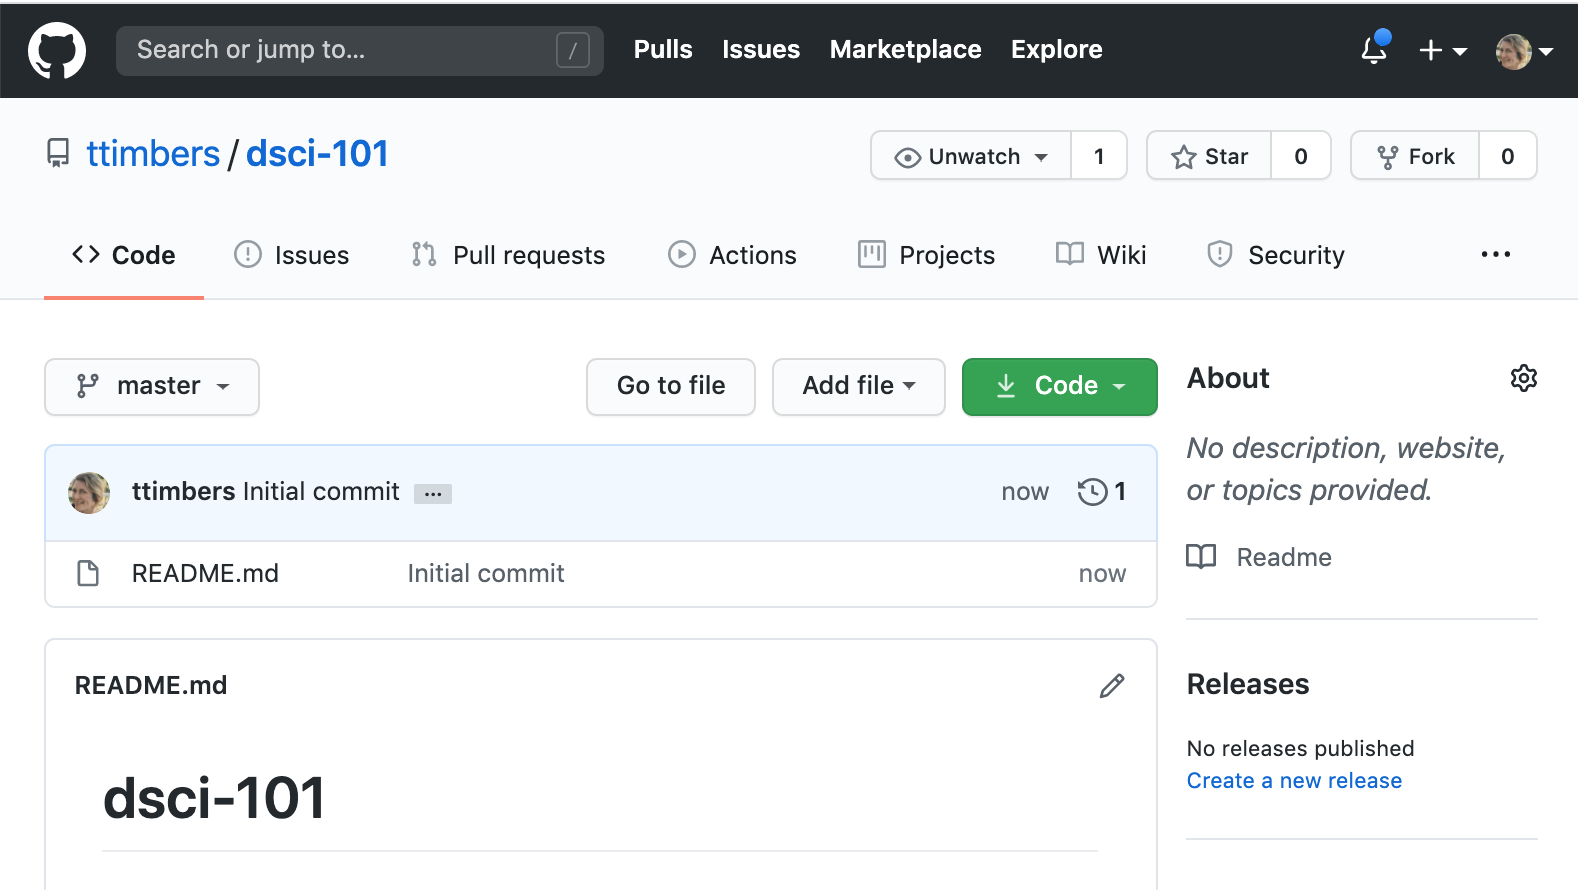 Search or jump to... / Pulls Issues Marketplace Explore
ttimbers / dsci-101 Unwatch 1 Star 0 Fork 0
Code Issues Pull requests Actions Projects Wiki Security ...
master Go to file Add file Code
ttimbers Initial commit ... now 1
README.md Initial commit now
README.md
dsci-101
About
No description, website,
or topics provided.
Readme
Releases
No releases published
Create a new release